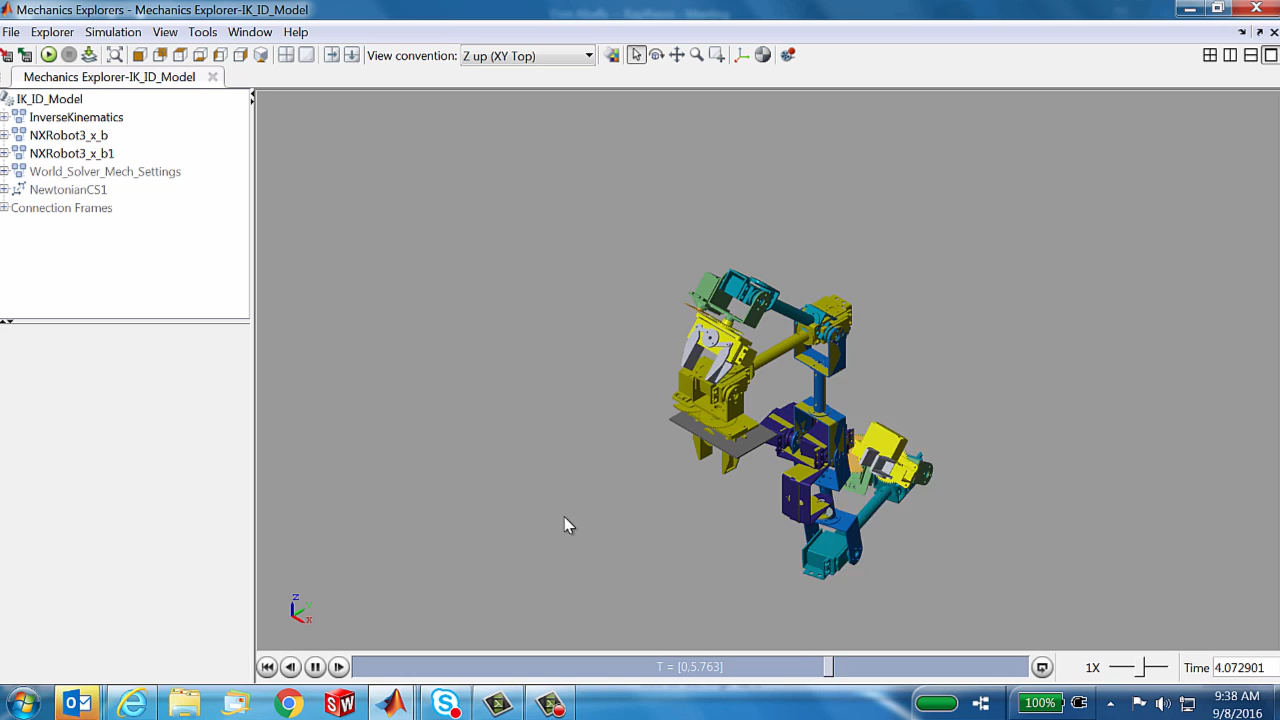 Mechanics Explorers - Mechanics Explorer-IK_ID_Model
File Explorer Simulation View Tools Window Help
View convention: Z up (XY Top)
Mechanics Explorer-IK_ID_Model
IK_ID_Model
InverseKinematics
NXRobot3_x_b
NXRobot3_x_b1
World_Solver_Mech_Settings
NewtonianCS1
Connection Frames
z
x
T = [0,5.763] 1X Time 4.072901
SW 100% 9:38 AM
9/8/2016